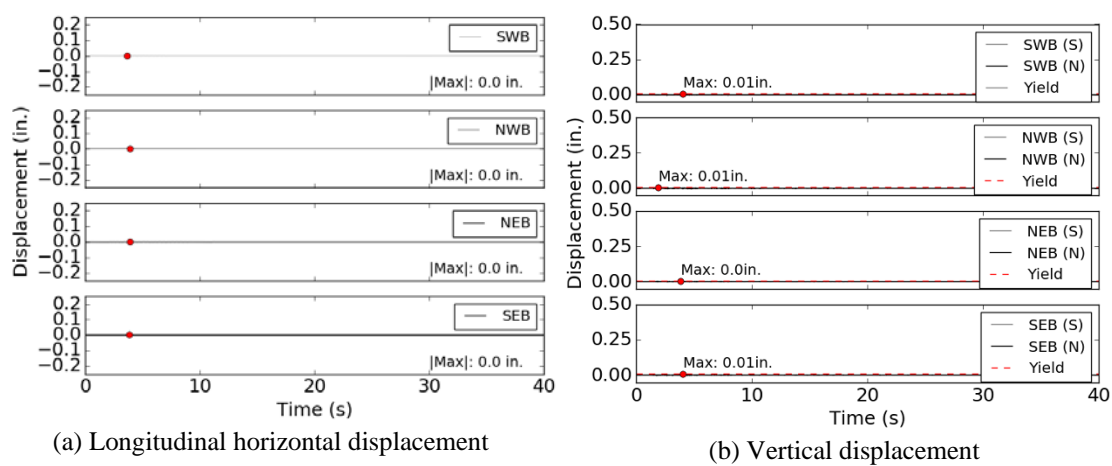 Displacement (in.)
0.2
0.1
0.0
−0.1
−0.2
SWB
|Max|: 0.0 in.
0.2
0.1
0.0
−0.1
−0.2
NWB
|Max|: 0.0 in.
0.2
0.1
0.0
−0.1
−0.2
NEB
|Max|: 0.0 in.
0.2
0.1
0.0
−0.1
−0.2
SEB
|Max|: 0.0 in.
0 10 20 30 40
Time (s)
(a) Longitudinal horizontal displacement
Displacement (in.)
0.50
0.25
0.00
Max: 0.01in.
SWB (S)
SWB (N)
Yield
0.50
0.25
0.00
Max: 0.01in.
NWB (S)
NWB (N)
Yield
0.50
0.25
0.00
Max: 0.0in.
NEB (S)
NEB (N)
Yield
0.50
0.25
0.00
Max: 0.01in.
SEB (S)
SEB (N)
Yield
0 10 20 30 40
Time (s)
(b) Vertical displacement